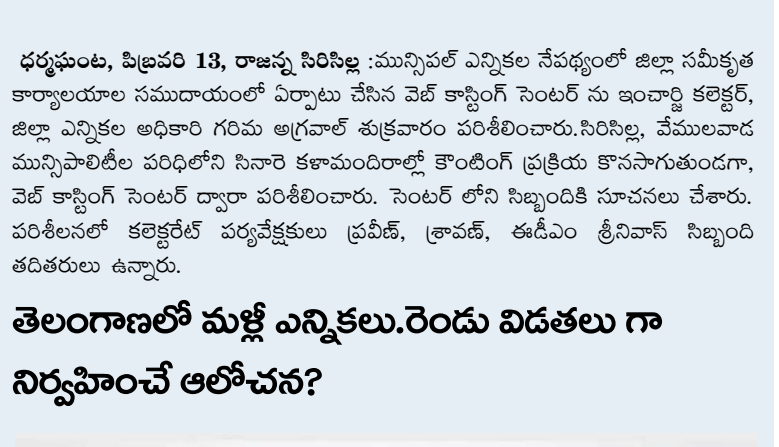 ధర్మఘంట, పిబ్రవరి 13, రాజన్న సిరిసిల్ల :మున్సిపల్ ఎన్నికల నేపథ్యంలో జిల్లా సమీకృత
కార్యాలయాల సముదాయంలో ఏర్పాటు చేసిన వెబ్ కాస్టింగ్ సెంటర్ ను ఇంచార్జి కలెక్టర్,
జిల్లా ఎన్నికల అధికారి గరిమ అగ్రవాల్ శుక్రవారం పరిశీలించారు.సిరిసిల్ల, వేములవాడ
మున్సిపాలిటీల పరిధిలోని సినారె కళామందిరాల్లో కౌంటింగ్ ప్రక్రియ కొనసాగుతుండగా,
వెబ్ కాస్టింగ్ సెంటర్ ద్వారా పరిశీలించారు. సెంటర్ లోని సిబ్బందికి సూచనలు చేశారు.
పరిశీలనలో కలెక్టరేట్ పర్యవేక్షకులు ప్రవీణ్, శ్రావణ్, ఈడీఎం శ్రీనివాస్ సిబ్బంది
తదితరులు ఉన్నారు.
తెలంగాణలో మళ్లీ ఎన్నికలు.రెండు విడతలు గా
నిర్వహించే ఆలోచన?